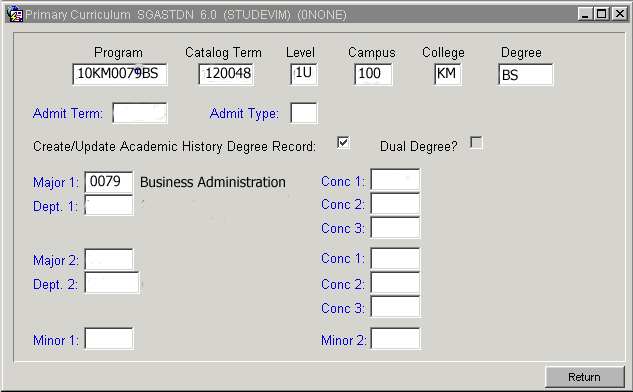 Primary Curriculum SGASTDN 6.0 (STUDEVIM) (0NONE)
Program Catalog Term Level Campus College Degree
10KM0079BS 120048 1U 100 KM BS
Admit Term: Admit Type:
Create/Update Academic History Degree Record: Dual Degree?
Major 1: 0079 Business Administration Conc 1:
Dept. 1: Conc 2:
Conc 3:
Major 2: Conc 1:
Dept. 2: Conc 2:
Conc 3:
Minor 1: Minor 2:
Return